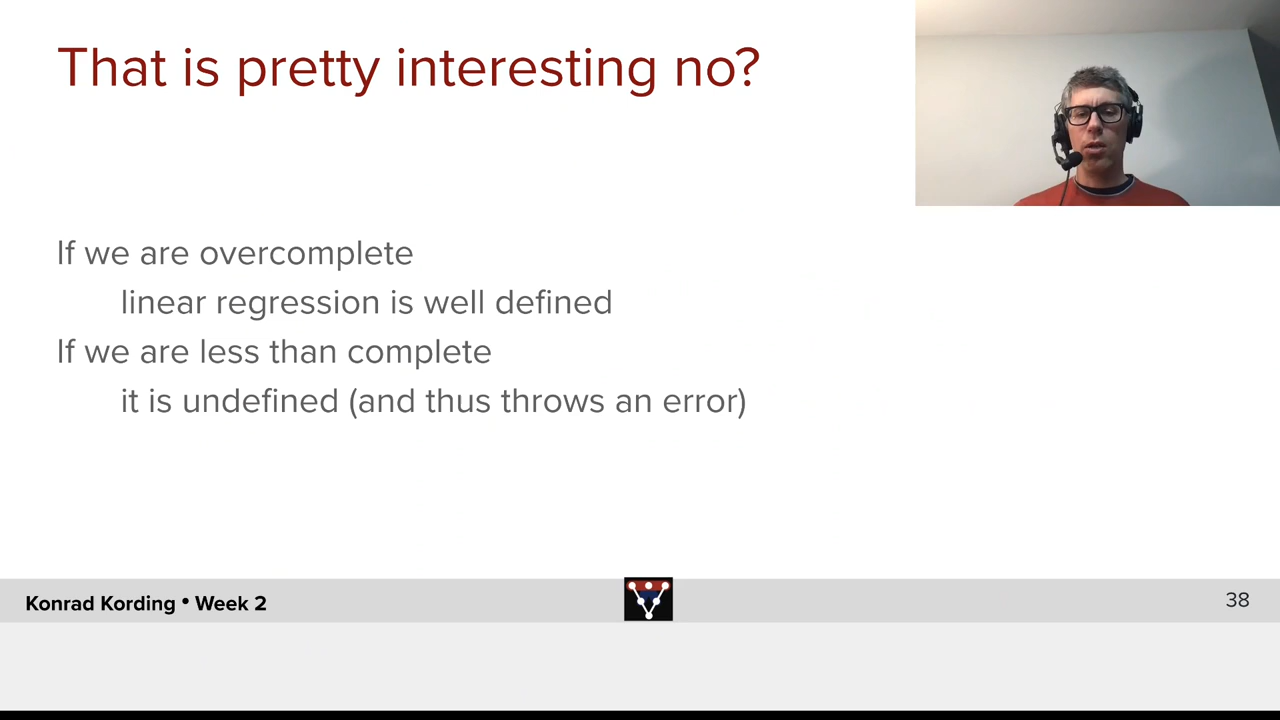 That is pretty interesting no?
If we are overcomplete
linear regression is well defined
If we are less than complete
it is undefined (and thus throws an error)
Konrad Kording • Week 2
38